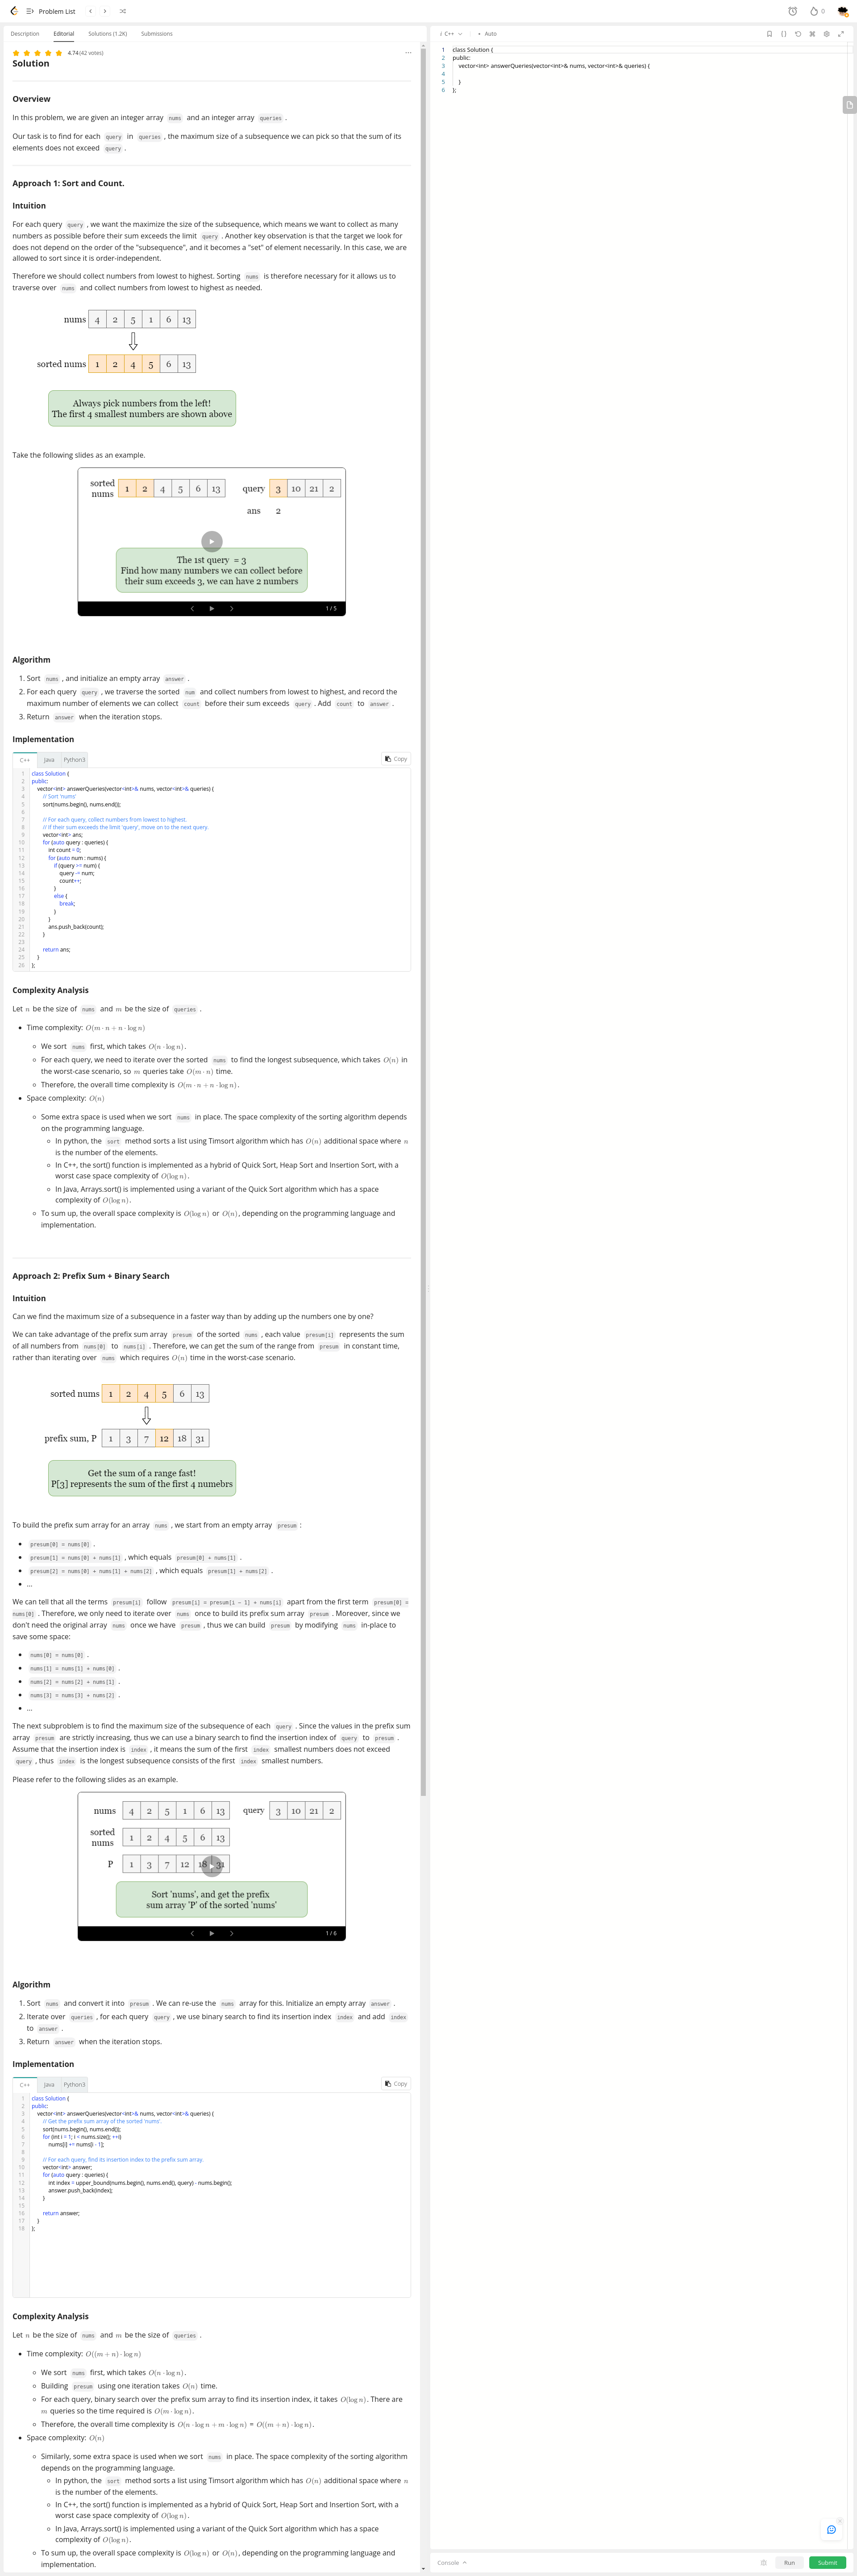 Problem List
0
Description Editorial Solutions (1.2K) Submissions
4.74 (42 votes)
Solution
Overview
In this problem, we are given an integer array nums and an integer array queries .
Our task is to find for each query in queries , the maximum size of a subsequence we can pick so that the sum of its
elements does not exceed query .
Approach 1: Sort and Count.
Intuition
For each query query , we want the maximize the size of the subsequence, which means we want to collect as many
numbers as possible before their sum exceeds the limit query . Another key observation is that the target we look for
does not depend on the order of the "subsequence", and it becomes a "set" of element necessarily. In this case, we are
allowed to sort since it is order-independent.
Therefore we should collect numbers from lowest to highest. Sorting nums is therefore necessary for it allows us to
traverse over nums and collect numbers from lowest to highest as needed.
nums 4 2 5 1 6 13
sorted nums 1 2 4 5 6 13
Always pick numbers from the left!
The first 4 smallest numbers are shown above
Take the following slides as an example.
sorted nums 1 2 4 5 6 13 query 3 10 21 2
ans 2
The 1st query = 3
Find how many numbers we can collect before
their sum exceeds 3, we can have 2 numbers
1 / 5
Algorithm
1. Sort nums , and initialize an empty array answer .
2. For each query query , we traverse the sorted num and collect numbers from lowest to highest, and record the
maximum number of elements we can collect count before their sum exceeds query . Add count to answer .
3. Return answer when the iteration stops.
Implementation
C++ Java Python3 Copy
1 class Solution {
2 public:
3 vector<int> answerQueries(vector<int>& nums, vector<int>& queries) {
4 // Sort 'nums'
5 sort(nums.begin(), nums.end());
6
7 // For each query, collect numbers from lowest to highest.
8 // If their sum exceeds the limit 'query', move on to the next query.
9 vector<int> ans;
10 for (auto query : queries) {
11 int count = 0;
12 for (auto num : nums) {
13 if (query >= num) {
14 query -= num;
15 count++;
16 }
17 else {
18 break;
19 }
20 }
21 ans.push_back(count);
22 }
23
24 return ans;
25 }
26 };
Complexity Analysis
Let n be the size of nums and m be the size of queries .
• Time complexity: O(m · n + n · log n)
We sort nums first, which takes O(n · log n).
For each query, we need to iterate over the sorted nums to find the longest subsequence, which takes O(n) in
the worst-case scenario, so m queries take O(m · n) time.
Therefore, the overall time complexity is O(m · n + n · log n).
• Space complexity: O(n)
Some extra space is used when we sort nums in place. The space complexity of the sorting algorithm depends
on the programming language.
In python, the sort method sorts a list using Timsort algorithm which has O(n) additional space where n
is the number of the elements.
In C++, the sort() function is implemented as a hybrid of Quick Sort, Heap Sort and Insertion Sort, with a
worst case space complexity of O(log n).
In Java, Arrays.sort() is implemented using a variant of the Quick Sort algorithm which has a space
complexity of O(log n).
To sum up, the overall space complexity is O(log n) or O(n), depending on the programming language and
implementation.
Approach 2: Prefix Sum + Binary Search
Intuition
Can we find the maximum size of a subsequence in a faster way than by adding up the numbers one by one?
We can take advantage of the prefix sum array presum of the sorted nums , each value presum[i] represents the sum
of all numbers from nums[0] to nums[i] . Therefore, we can get the sum of the range from presum in constant time,
rather than iterating over nums which requires O(n) time in the worst-case scenario.
sorted nums 1 2 4 5 6 13
prefix sum, P 1 3 7 12 18 31
Get the sum of a range fast!
P[3] represents the sum of the first 4 numebrs
To build the prefix sum array for an array nums , we start from an empty array presum :
• presum[0] = nums[0] .
• presum[1] = nums[0] + nums[1] , which equals presum[0] + nums[1] .
• presum[2] = nums[0] + nums[1] + nums[2] , which equals presum[1] + nums[2] .
• ...
We can tell that all the terms presum[i] follow presum[i] = presum[i − 1] + nums[i] apart from the first term presum[0] =
nums[0] . Therefore, we only need to iterate over nums once to build its prefix sum array presum . Moreover, since we
don't need the original array nums once we have presum , thus we can build presum by modifying nums in-place to
save some space:
• nums[0] = nums[0] .
• nums[1] = nums[1] + nums[0] .
• nums[2] = nums[2] + nums[1] .
• nums[3] = nums[3] + nums[2] .
• ...
The next subproblem is to find the maximum size of the subsequence of each query . Since the values in the prefix sum
array presum are strictly increasing, thus we can use a binary search to find the insertion index of query to presum .
Assume that the insertion index is index , it means the sum of the first index smallest numbers does not exceed
query , thus index is the longest subsequence consists of the first index smallest numbers.
Please refer to the following slides as an example.
nums 4 2 5 1 6 13 query 3 10 21 2
sorted nums 1 2 4 5 6 13
P 1 3 7 12 18 31
Sort 'nums', and get the prefix
sum array 'P' of the sorted 'nums'
1 / 6
Algorithm
1. Sort nums and convert it into presum . We can re-use the nums array for this. Initialize an empty array answer .
2. Iterate over queries , for each query query , we use binary search to find its insertion index index and add index
to answer .
3. Return answer when the iteration stops.
Implementation
C++ Java Python3 Copy
1 class Solution {
2 public:
3 vector<int> answerQueries(vector<int>& nums, vector<int>& queries) {
4 // Get the prefix sum array of the sorted 'nums'.
5 sort(nums.begin(), nums.end());
6 for (int i = 1; i < nums.size(); ++i)
7 nums[i] += nums[i - 1];
8
9 // For each query, find its insertion index to the prefix sum array.
10 vector<int> answer;
11 for (auto query : queries) {
12 int index = upper_bound(nums.begin(), nums.end(), query) - nums.begin();
13 answer.push_back(index);
14 }
15
16 return answer;
17 }
18 };
Complexity Analysis
Let n be the size of nums and m be the size of queries .
• Time complexity: O((m + n) · log n)
We sort nums first, which takes O(n · log n).
Building presum using one iteration takes O(n) time.
For each query, binary search over the prefix sum array to find its insertion index, it takes O(log n). There are
m queries so the time required is O(m · log n).
Therefore, the overall time complexity is O(n · log n + m · log n) = O((m + n) · log n).
• Space complexity: O(n)
Similarly, some extra space is used when we sort nums in place. The space complexity of the sorting algorithm
depends on the programming language.
In python, the sort method sorts a list using Timsort algorithm which has O(n) additional space where n
is the number of the elements.
In C++, the sort() function is implemented as a hybrid of Quick Sort, Heap Sort and Insertion Sort, with a
worst case space complexity of O(log n).
In Java, Arrays.sort() is implemented using a variant of the Quick Sort algorithm which has a space
complexity of O(log n).
To sum up, the overall space complexity is O(log n) or O(n), depending on the programming language and
implementation.
i C++ • Auto
1 class Solution {
2 public:
3 vector<int> answerQueries(vector<int>& nums, vector<int>& queries) {
4
5 }
6 };
Console Run Submit